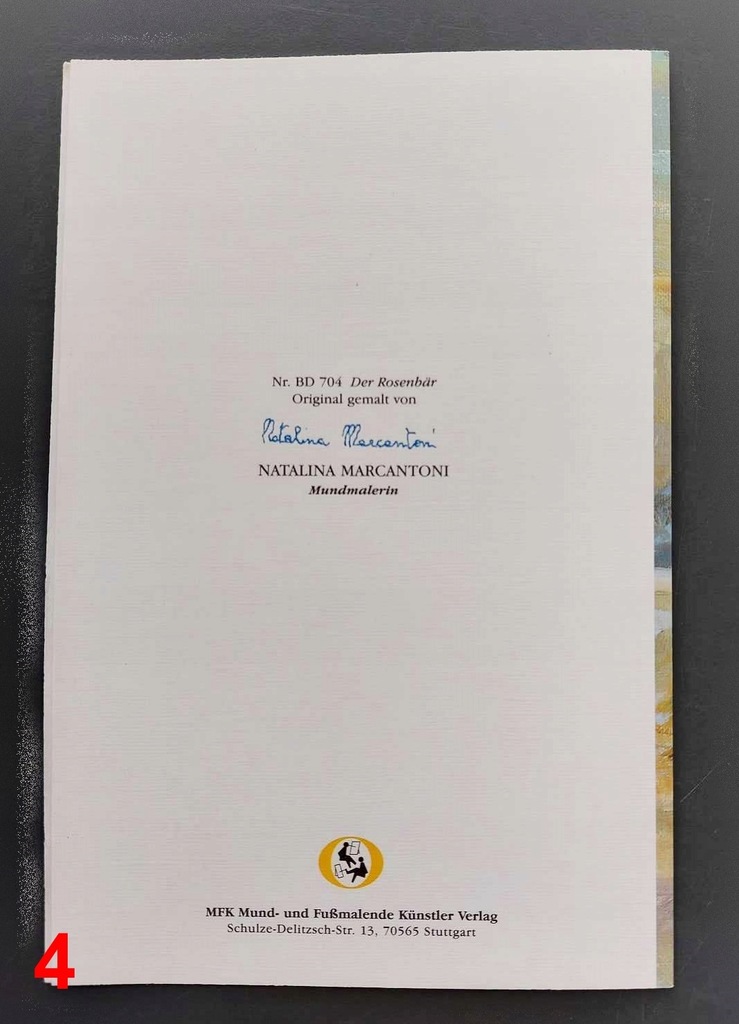 Nr. BD 704 Der Rosenbär
Original gemalt von
Natalina Marcantoni
NATALINA MARCANTONI
Mundmalerin
MFK Mund- und Fußmalende Künstler Verlag
Schulze-Delitzsch-Str. 13, 70565 Stuttgart
4